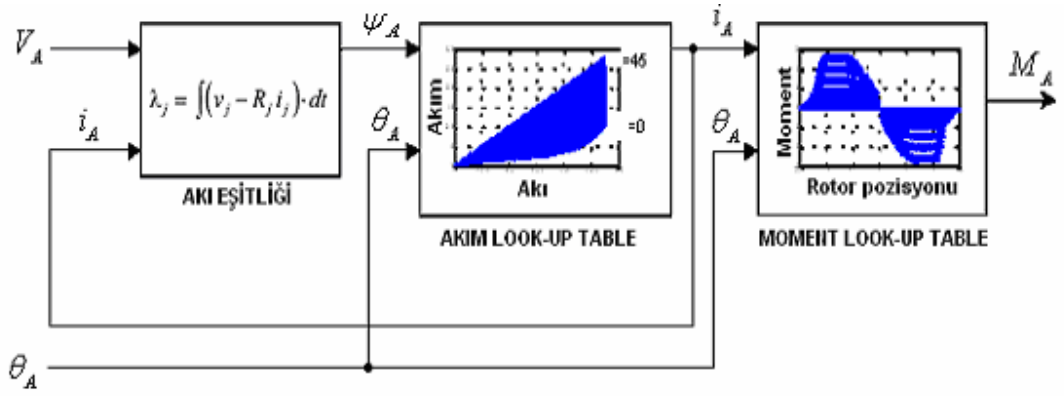 V_A
i_A
λ_j = ∫(v_j − R_j i_j)·dt
AKI EŞİTLİĞİ
ψ_A
θ_A
Akım
=45
=0
Akı
AKIM LOOK-UP TABLE
i_A
θ_A
Moment
Rotor pozisyonu
MOMENT LOOK-UP TABLE
M_A
θ_A